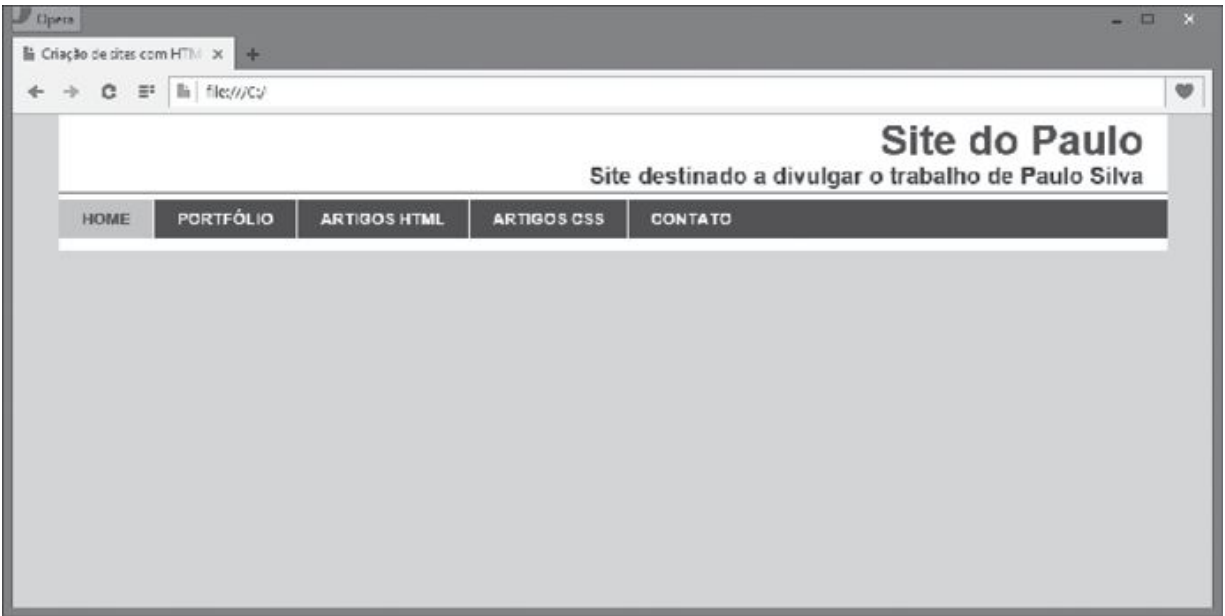 Opera
Criação de sites com HTM
file:///C:/
Site do Paulo
Site destinado a divulgar o trabalho de Paulo Silva
HOME PORTFÓLIO ARTIGOS HTML ARTIGOS CSS CONTATO